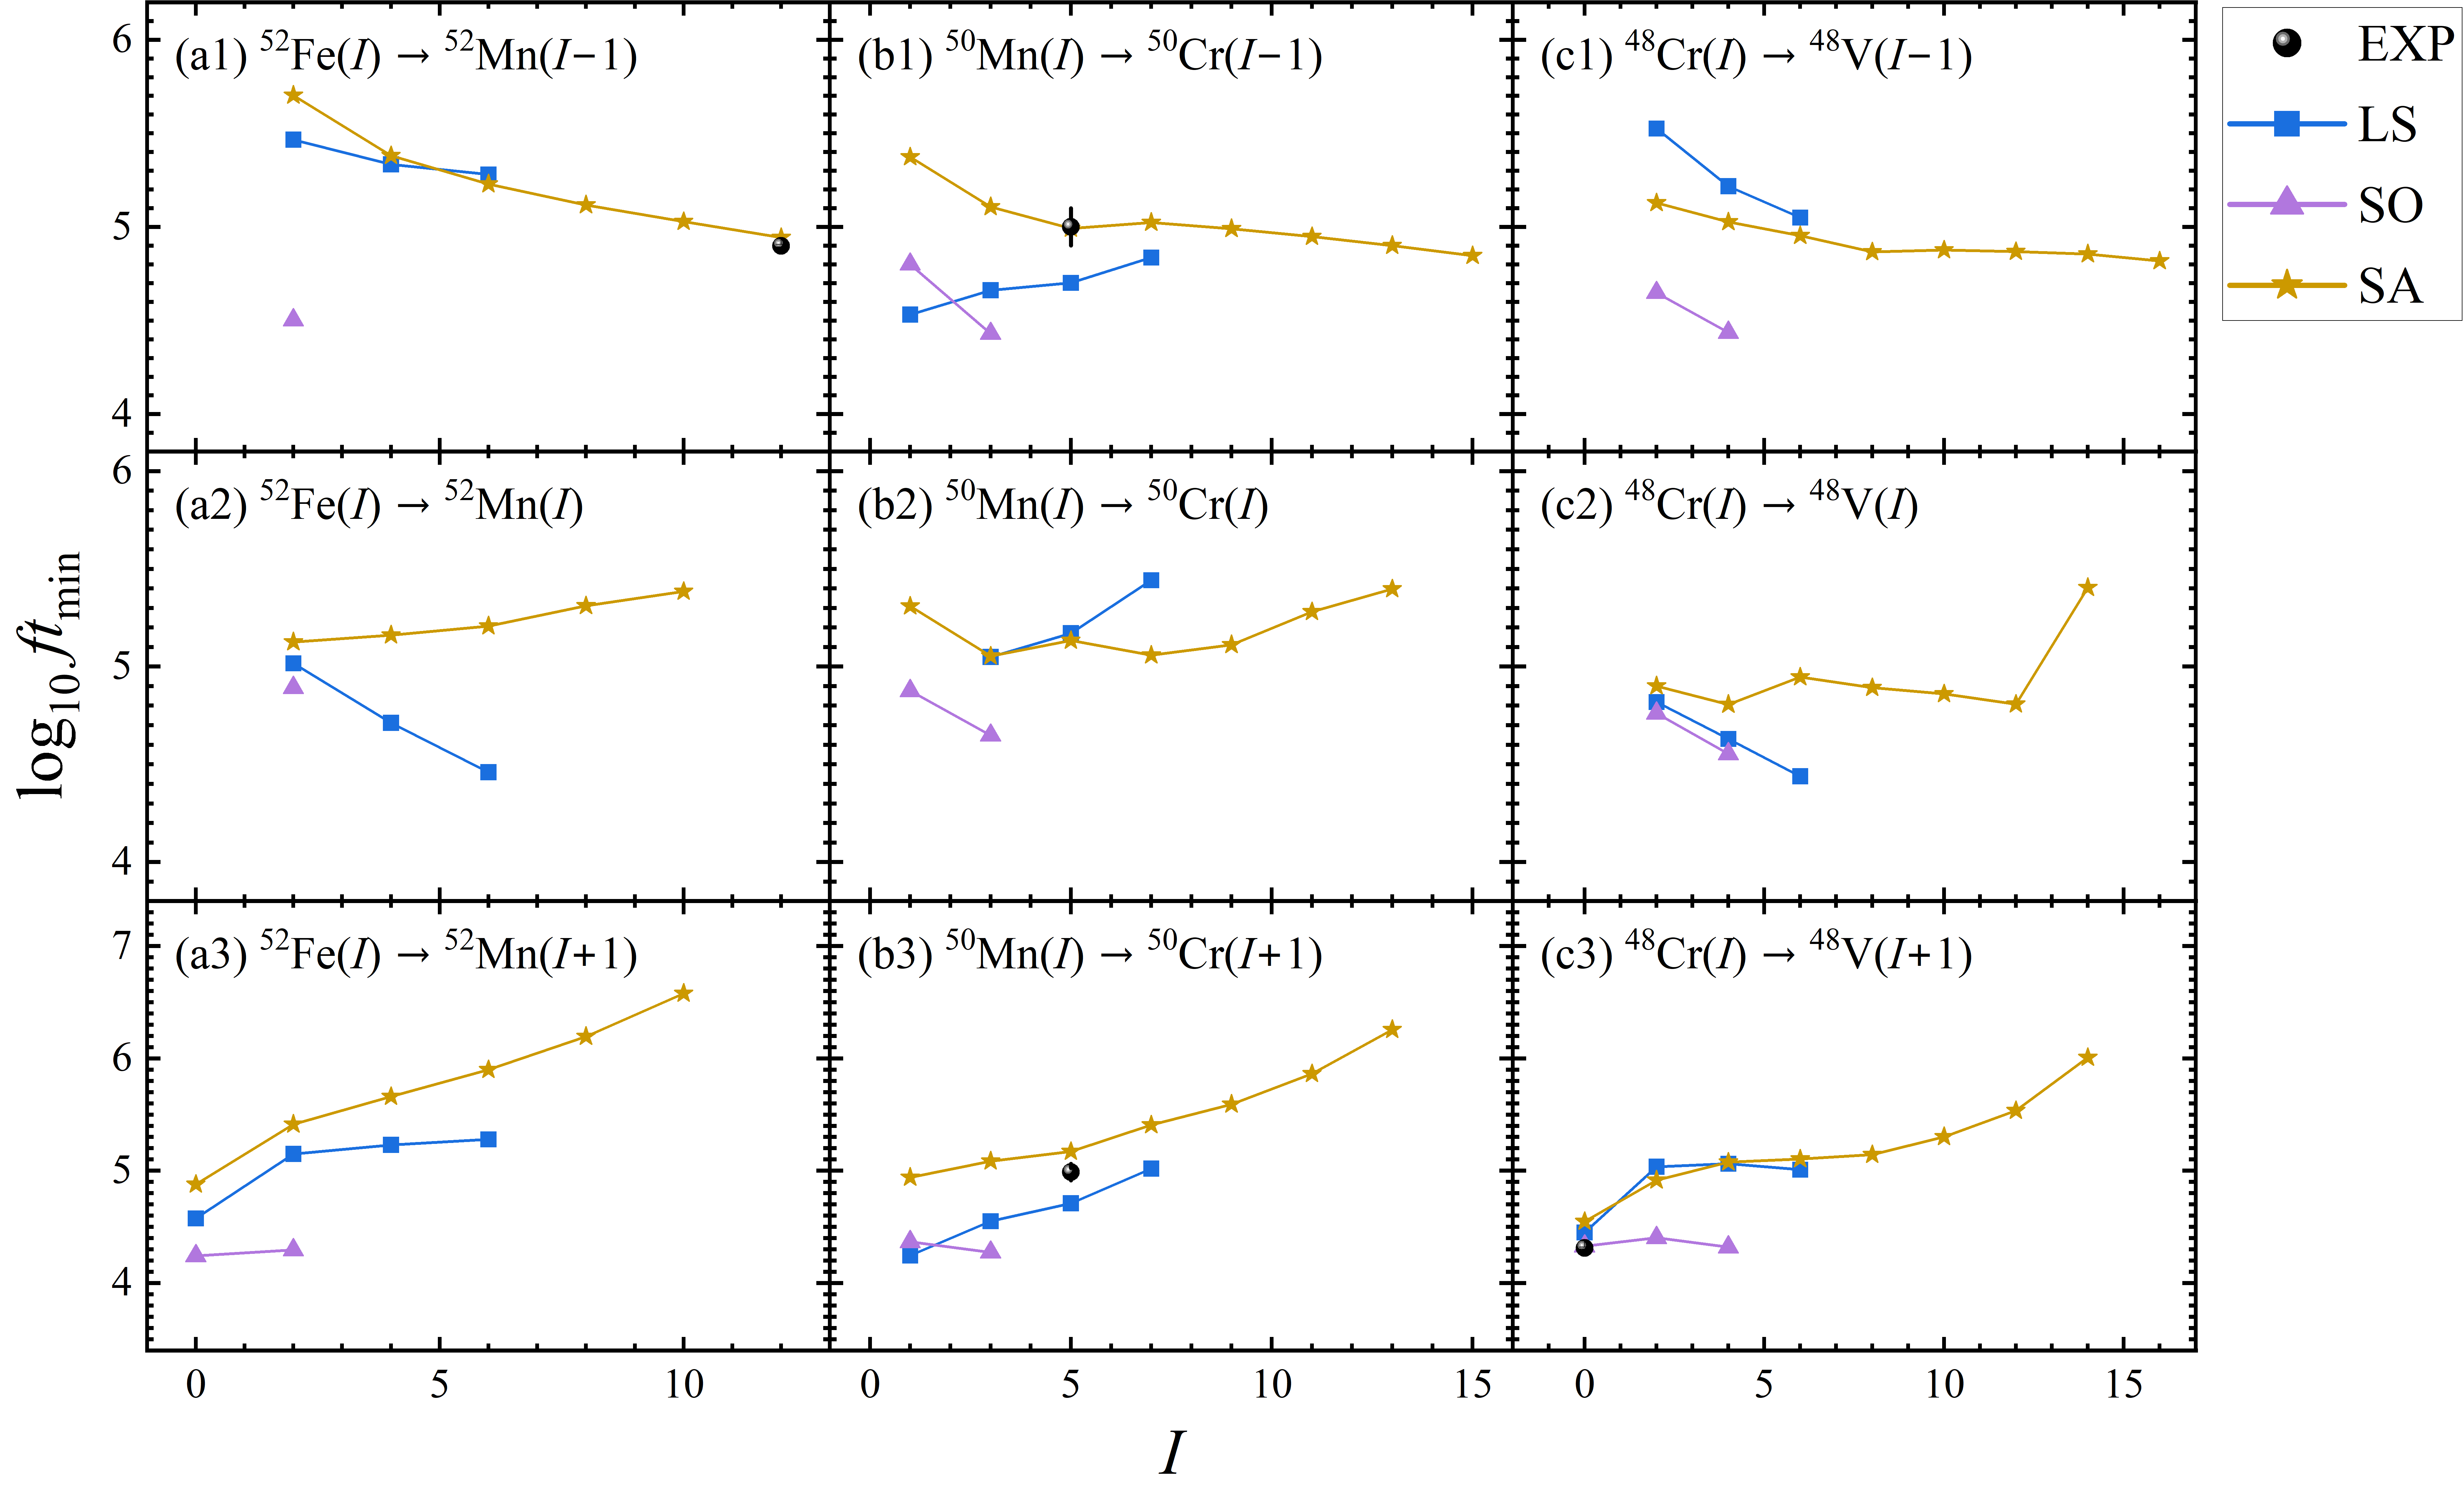 (a1) ⁵²Fe(I) → ⁵²Mn(I−1)
(b1) ⁵⁰Mn(I) → ⁵⁰Cr(I−1)
(c1) ⁴⁸Cr(I) → ⁴⁸V(I−1)
EXP
LS
SO
SA
6
5
4
(a2) ⁵²Fe(I) → ⁵²Mn(I)
(b2) ⁵⁰Mn(I) → ⁵⁰Cr(I)
(c2) ⁴⁸Cr(I) → ⁴⁸V(I)
6
5
4
log₁₀ ftmin
(a3) ⁵²Fe(I) → ⁵²Mn(I+1)
(b3) ⁵⁰Mn(I) → ⁵⁰Cr(I+1)
(c3) ⁴⁸Cr(I) → ⁴⁸V(I+1)
7
6
5
4
0 5 10
0 5 10 15
0 5 10 15
I